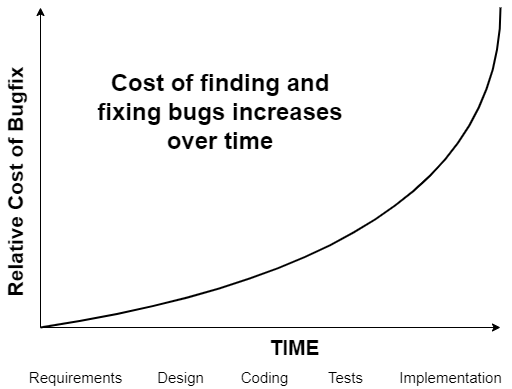 Cost of finding and
fixing bugs increases
over time
Relative Cost of Bugfix
TIME
Requirements Design Coding Tests Implementation